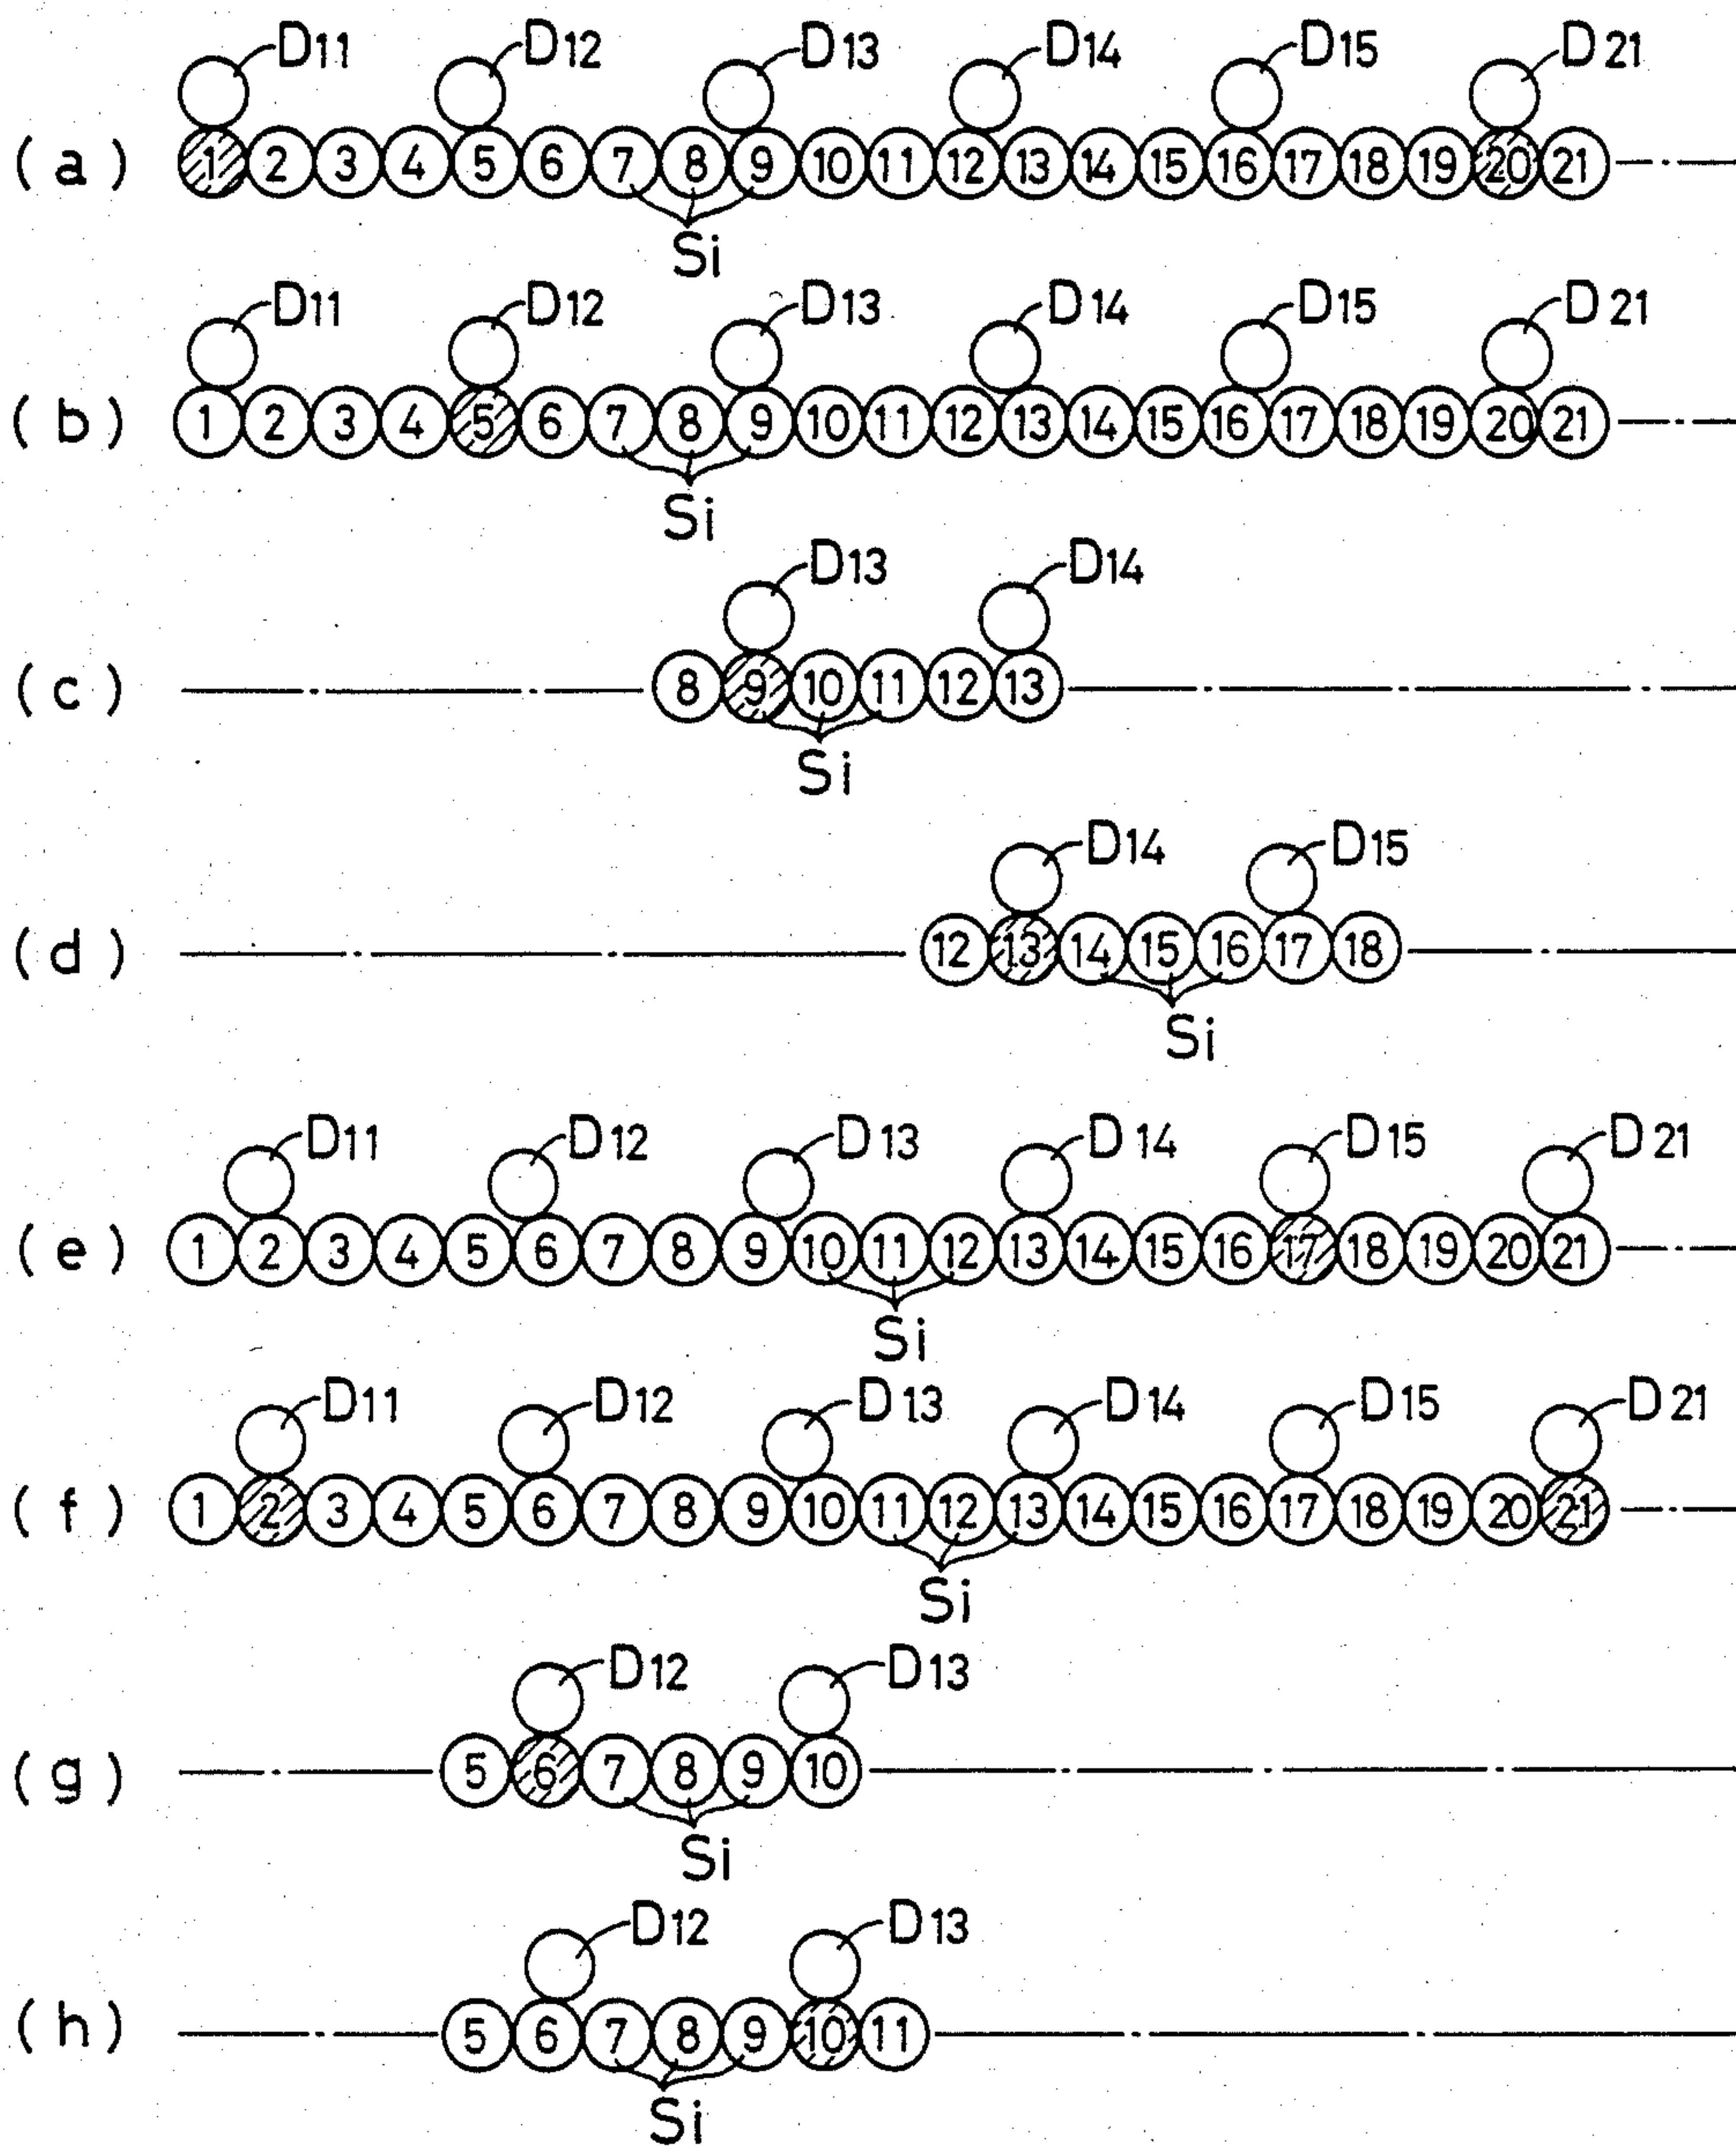 D11 D12 D13 D14 D15 D21
(a) 1 2 3 4 5 6 7 8 9 10 11 12 13 14 15 16 17 18 19 20 21
Si
D11 D12 D13 D14 D15 D21
(b) 1 2 3 4 5 6 7 8 9 10 11 12 13 14 15 16 17 18 19 20 21
Si
D13 D14
(c) 8 9 10 11 12 13
Si
D14 D15
(d) 12 13 14 15 16 17 18
Si
D11 D12 D13 D14 D15 D21
(e) 1 2 3 4 5 6 7 8 9 10 11 12 13 14 15 16 17 18 19 20 21
Si
D11 D12 D13 D14 D15 D21
(f) 1 2 3 4 5 6 7 8 9 10 11 12 13 14 15 16 17 18 19 20 21
Si
D12 D13
(g) 5 6 7 8 9 10
Si
D12 D13
(h) 5 6 7 8 9 10 11
Si